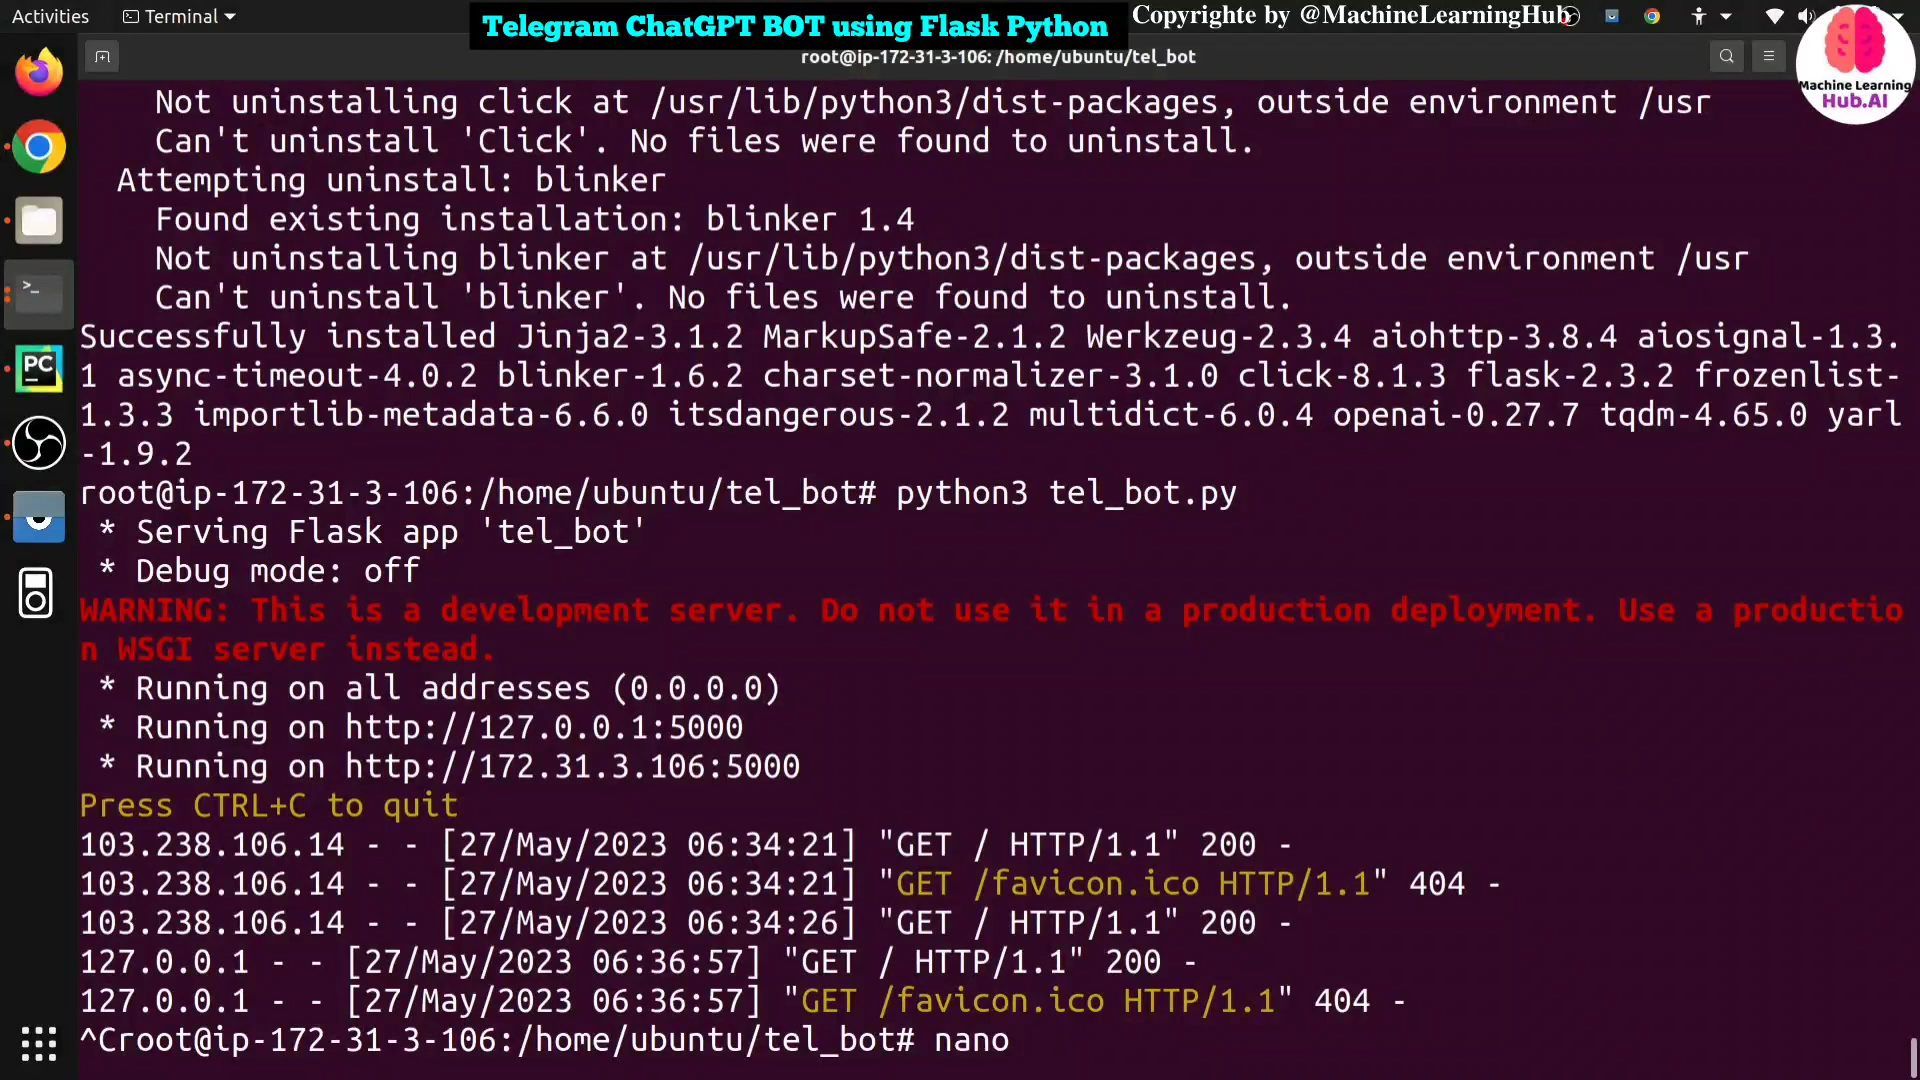 Activities Terminal Telegram ChatGPT BOT using Flask Python Copyrighte by @MachineLearningHub
root@ip-172-31-3-106: /home/ubuntu/tel_bot
Machine Learning
Hub.AI
Not uninstalling click at /usr/lib/python3/dist-packages, outside environment /usr
Can't uninstall 'Click'. No files were found to uninstall.
Attempting uninstall: blinker
Found existing installation: blinker 1.4
Not uninstalling blinker at /usr/lib/python3/dist-packages, outside environment /usr
Can't uninstall 'blinker'. No files were found to uninstall.
Successfully installed Jinja2-3.1.2 MarkupSafe-2.1.2 Werkzeug-2.3.4 aiohttp-3.8.4 aiosignal-1.3.
1 async-timeout-4.0.2 blinker-1.6.2 charset-normalizer-3.1.0 click-8.1.3 flask-2.3.2 frozenlist-
1.3.3 importlib-metadata-6.6.0 itsdangerous-2.1.2 multidict-6.0.4 openai-0.27.7 tqdm-4.65.0 yarl
-1.9.2
root@ip-172-31-3-106:/home/ubuntu/tel_bot# python3 tel_bot.py
* Serving Flask app 'tel_bot'
* Debug mode: off
WARNING: This is a development server. Do not use it in a production deployment. Use a productio
n WSGI server instead.
* Running on all addresses (0.0.0.0)
* Running on http://127.0.0.1:5000
* Running on http://172.31.3.106:5000
Press CTRL+C to quit
103.238.106.14 - - [27/May/2023 06:34:21] "GET / HTTP/1.1" 200 -
103.238.106.14 - - [27/May/2023 06:34:21] "GET /favicon.ico HTTP/1.1" 404 -
103.238.106.14 - - [27/May/2023 06:34:26] "GET / HTTP/1.1" 200 -
127.0.0.1 - - [27/May/2023 06:36:57] "GET / HTTP/1.1" 200 -
127.0.0.1 - - [27/May/2023 06:36:57] "GET /favicon.ico HTTP/1.1" 404 -
^Croot@ip-172-31-3-106:/home/ubuntu/tel_bot# nano
PC